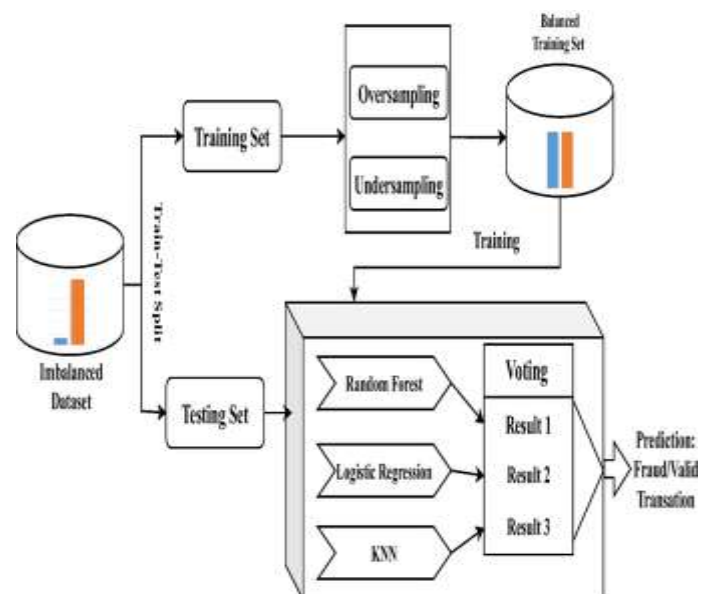 Balanced
Training Set
Oversampling
Training Set
Undersampling
Train-Test Split
Training
Imbalanced
Dataset
Testing Set
Random Forest
Logistic Regression
KNN
Voting
Result 1
Result 2
Result 3
Prediction:
Fraud/Valid
Transation